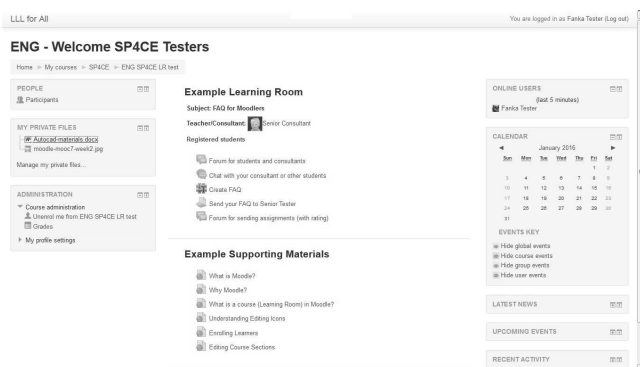 LLL for All
You are logged in as Fanka Tester (Log out)
ENG - Welcome SP4CE Testers
Home ► My courses ► SP4CE ► ENG SP4CE LR test
PEOPLE
Participants
MY PRIVATE FILES
Autocad-materials.docx
moodle-mooc7-week2.jpg
Manage my private files...
ADMINISTRATION
Course administration
Unenrol me from ENG SP4CE LR test
Grades
My profile settings
Example Learning Room
Subject: FAQ for Moodlers
Teacher/Consultant: Senior Consultant
Registered students
Forum for students and consultants
Chat with your consultant or other students
Create FAQ
Send your FAQ to Senior Tester
Forum for sending assignments (with rating)
Example Supporting Materials
What is Moodle?
Why Moodle?
What is a course (Learning Room) in Moodle?
Understanding Editing Icons
Enrolling Learners
Editing Course Sections
ONLINE USERS
(last 5 minutes)
Fanka Tester
CALENDAR
◄ January 2016 ►
Sun Mon Tue Wed Thu Fri Sat
1 2
3 4 5 6 7 8 9
10 11 12 13 14 15 16
17 18 19 20 21 22 23
24 25 26 27 28 29 30
31
EVENTS KEY
Hide global events
Hide course events
Hide group events
Hide user events
LATEST NEWS
UPCOMING EVENTS
RECENT ACTIVITY